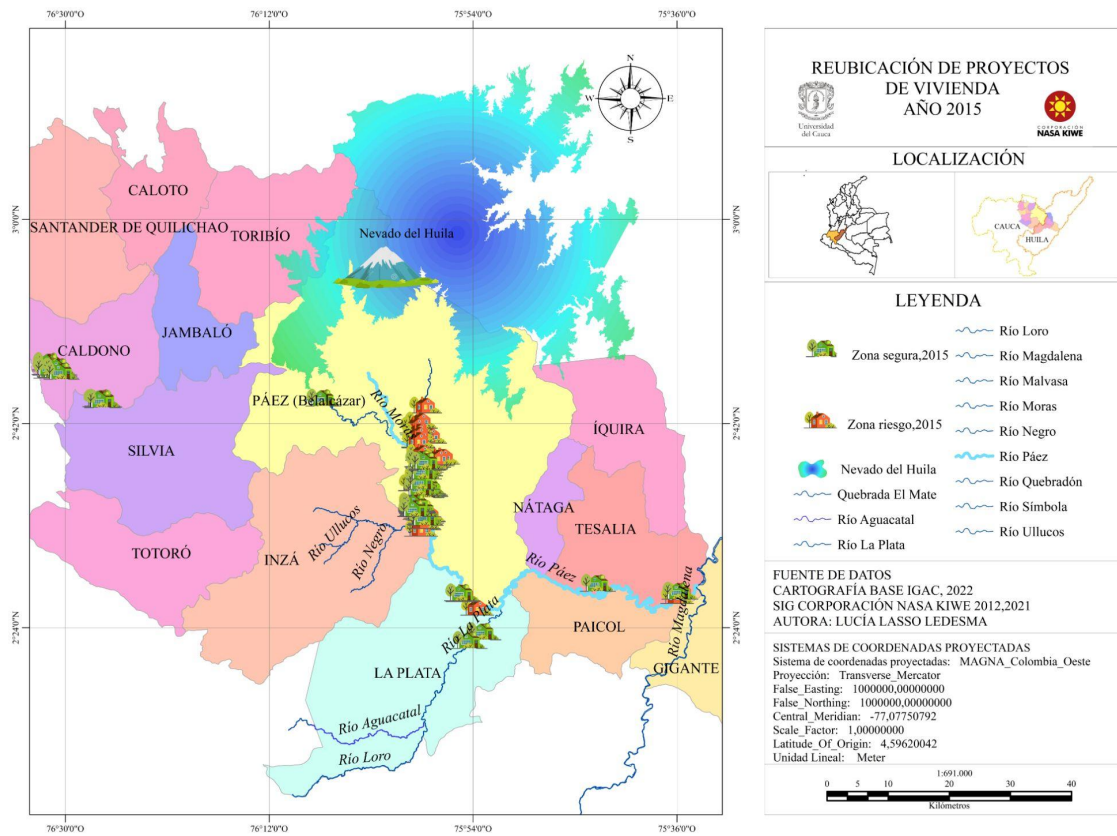 76°30'0"O 76°12'0"O 75°54'0"O 75°36'0"O
3°0'0"N
2°42'0"N
2°24'0"N
3°0'0"N
2°42'0"N
2°24'0"N
N
W E
S
CALOTO
SANTANDER DE QUILICHAO
TORIBÍO
Nevado del Huila
JAMBALÓ
CALDONO
PÁEZ (Belalcázar)
Río Moras
SILVIA
ÍQUIRA
NÁTAGA
TESALIA
TOTORÓ
INZÁ
Río Ullucos
Río Negro
Río Páez
Río La Plata
Río Magdalena
PAICOL
GIGANTE
LA PLATA
Río Aguacatal
Río Loro
76°30'0"O 76°12'0"O 75°54'0"O 75°36'0"O
REUBICACIÓN DE PROYECTOS
DE VIVIENDA
AÑO 2015
Universidad
del Cauca
CORPORACIÓN
NASA KIWE
LOCALIZACIÓN
CAUCA
HUILA
LEYENDA
Zona segura,2015
Zona riesgo,2015
Nevado del Huila
Quebrada El Mate
Río Aguacatal
Río La Plata
Río Loro
Río Magdalena
Río Malvasa
Río Moras
Río Negro
Río Páez
Río Quebradón
Río Símbola
Río Ullucos
FUENTE DE DATOS
CARTOGRAFÍA BASE IGAC, 2022
SIG CORPORACIÓN NASA KIWE 2012,2021
AUTORA: LUCÍA LASSO LEDESMA
SISTEMAS DE COORDENADAS PROYECTADAS
Sistema de coordenadas proyectadas: MAGNA_Colombia_Oeste
Proyección: Transverse_Mercator
False_Easting: 1000000,00000000
False_Northing: 1000000,00000000
Central_Meridian: -77,07750792
Scale_Factor: 1,00000000
Latitude_Of_Origin: 4,59620042
Unidad Lineal: Meter
1:691.000
0 5 10 20 30 40
Kilómetros